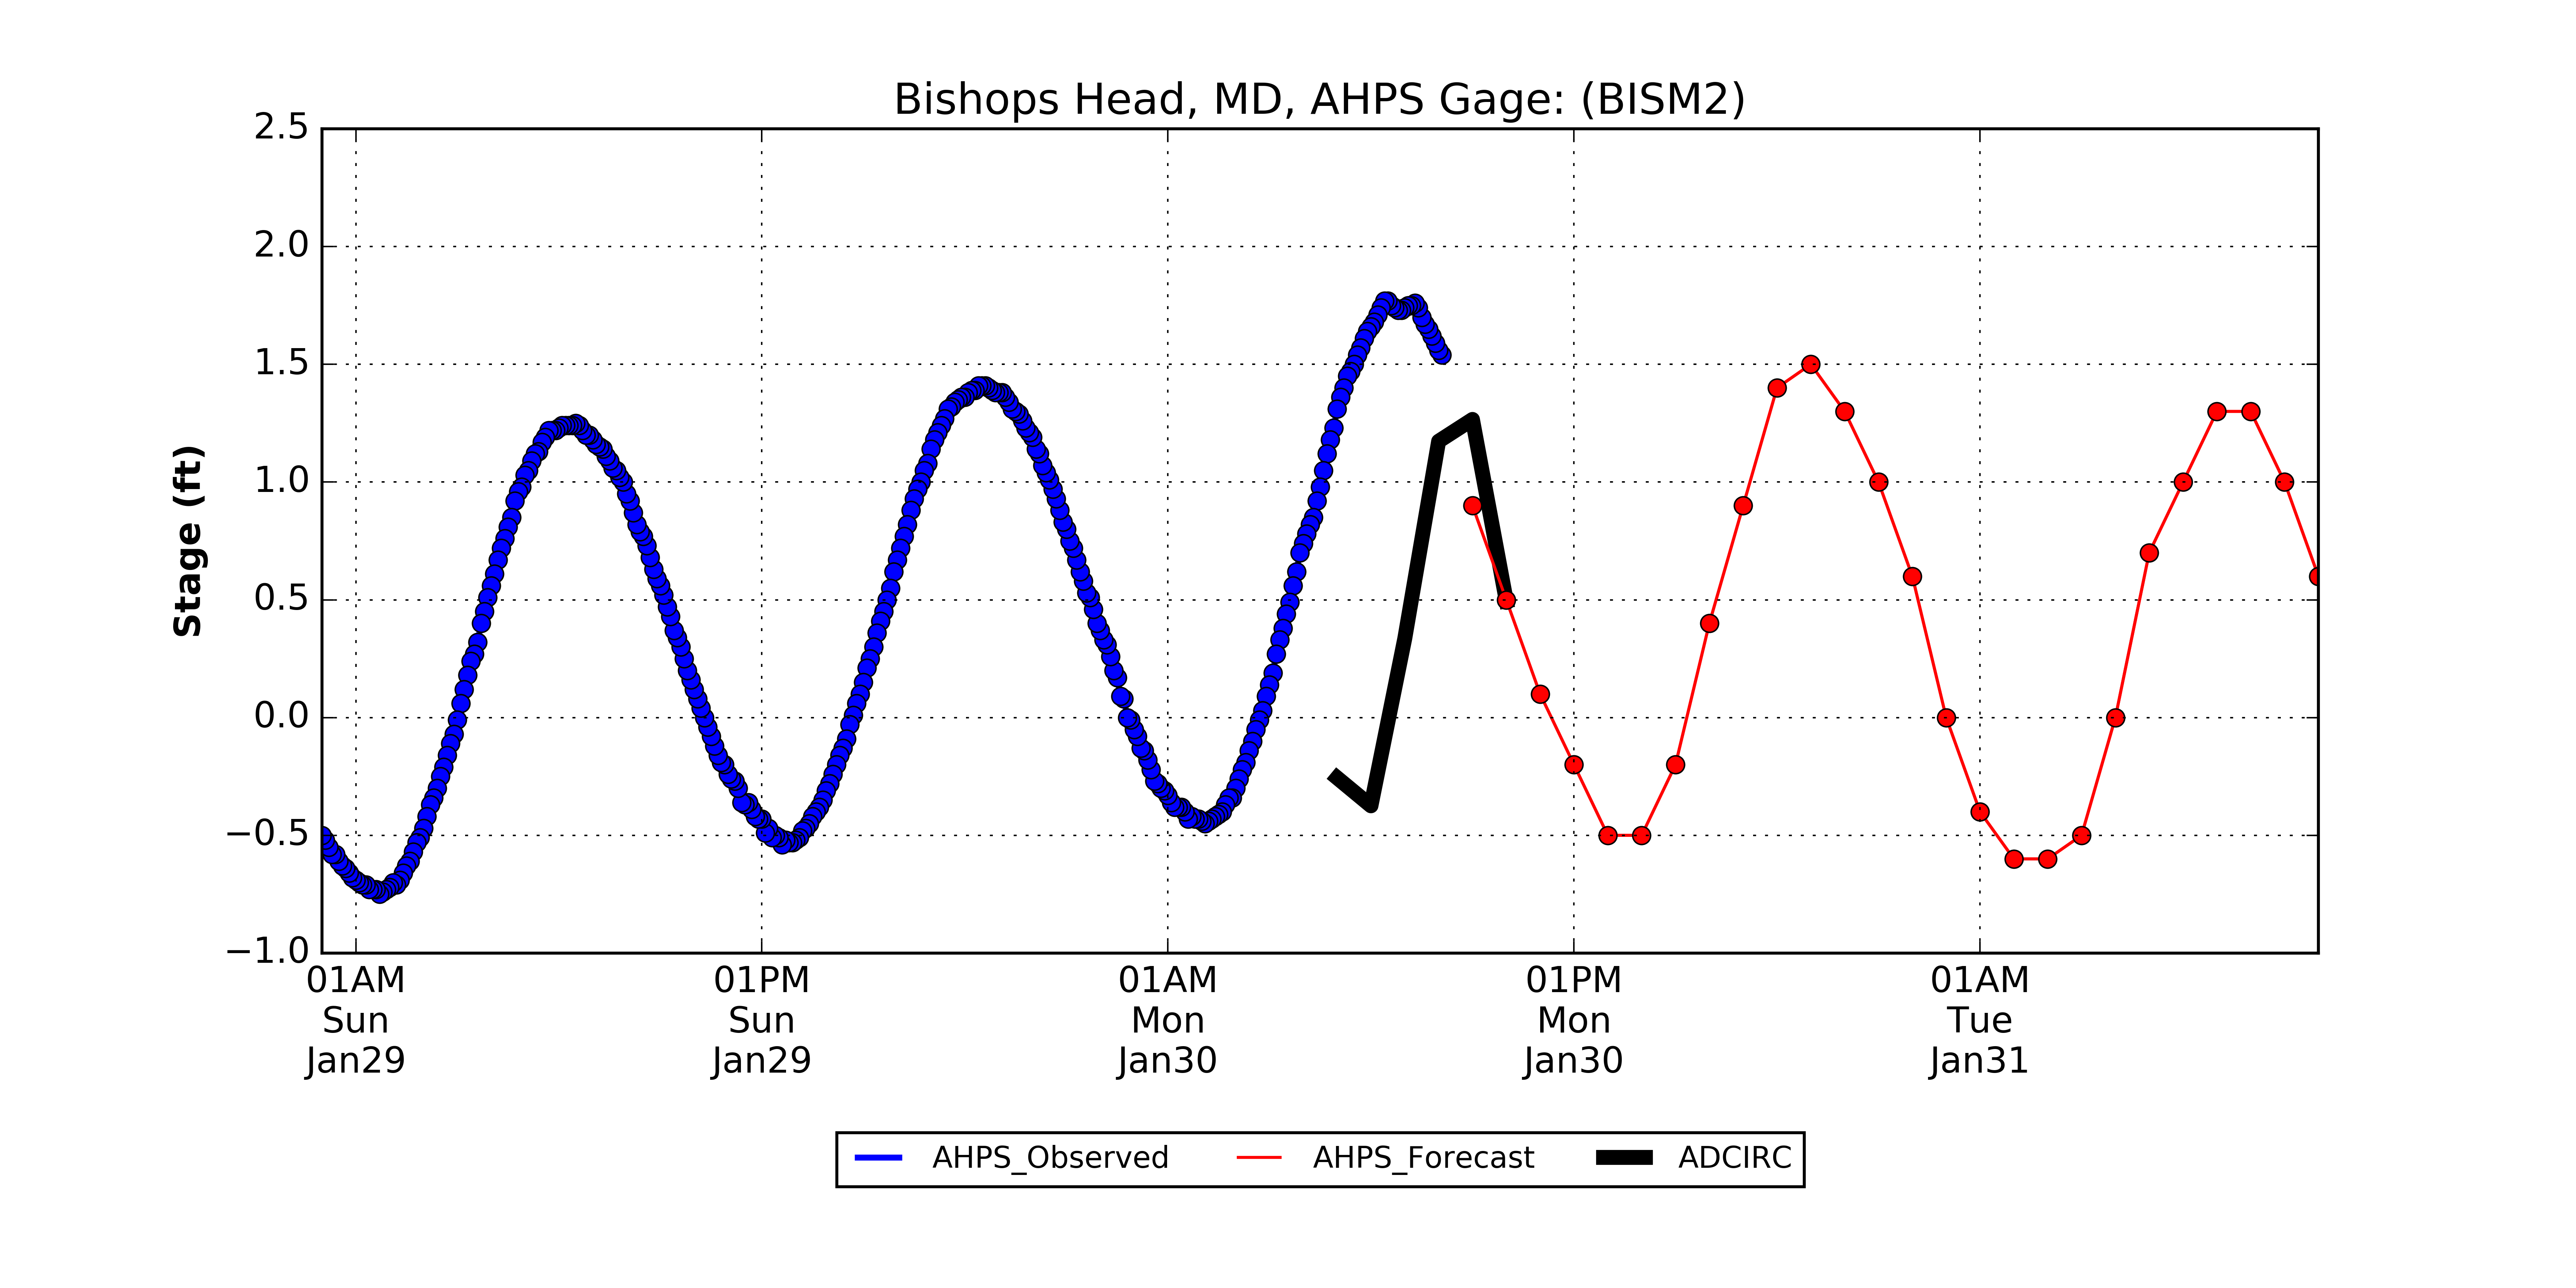 Bishops Head, MD, AHPS Gage: (BISM2)
2.5
2.0
1.5
1.0
0.5
0.0
−0.5
−1.0
Stage (ft)
01AM 01PM 01AM 01PM 01AM
Sun Sun Mon Mon Tue
Jan29 Jan29 Jan30 Jan30 Jan31
AHPS_Observed AHPS_Forecast ADCIRC